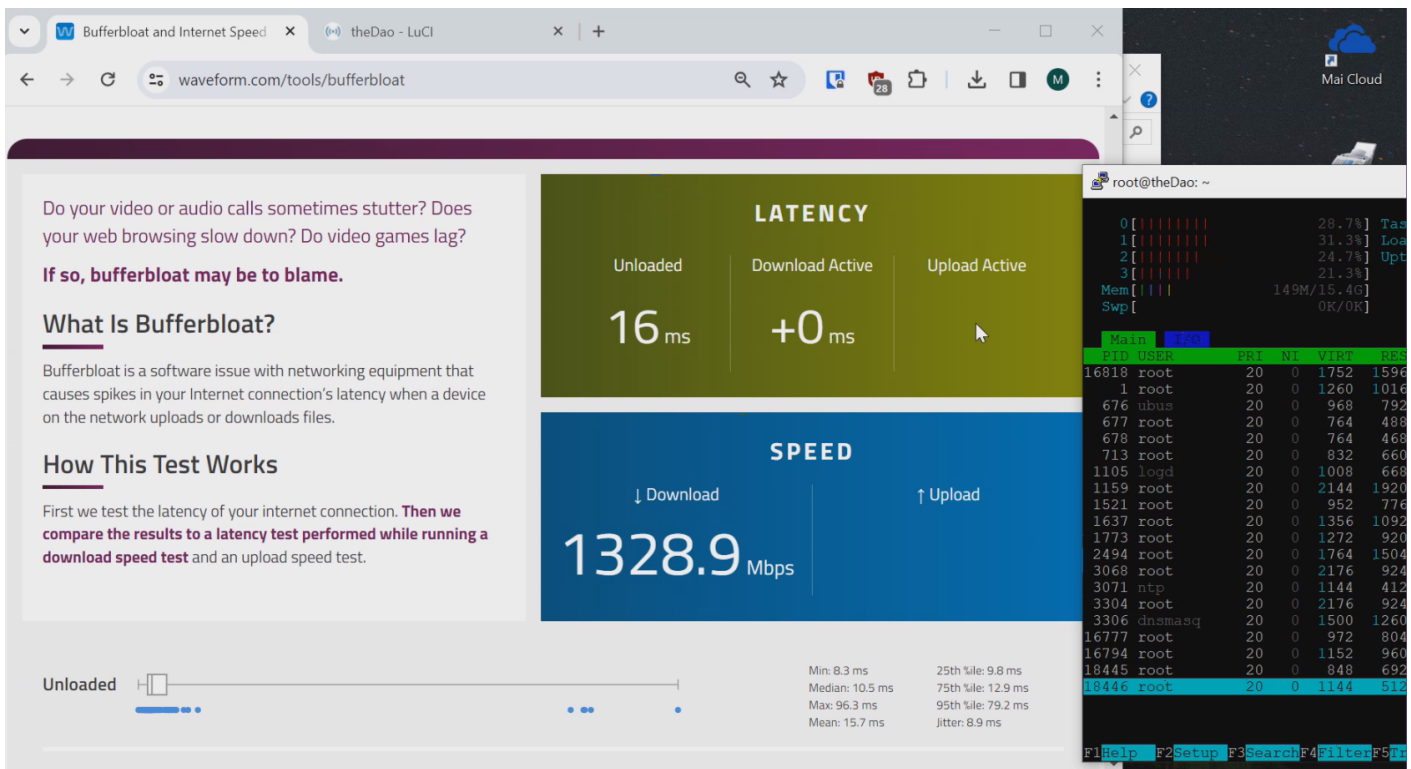 Bufferbloat and Internet Speed
theDao - LuCI
waveform.com/tools/bufferbloat
28
M
Mai Cloud
Do your video or audio calls sometimes stutter? Does
your web browsing slow down? Do video games lag?
If so, bufferbloat may be to blame.
What Is Bufferbloat?
Bufferbloat is a software issue with networking equipment that
causes spikes in your Internet connection's latency when a device
on the network uploads or downloads files.
How This Test Works
First we test the latency of your internet connection. Then we
compare the results to a latency test performed while running a
download speed test and an upload speed test.
LATENCY
Unloaded
Download Active
Upload Active
16 ms
+0 ms
SPEED
↓ Download
↑ Upload
1328.9 Mbps
Unloaded
Min: 8.3 ms
Median: 10.5 ms
Max: 96.3 ms
Mean: 15.7 ms
25th %ile: 9.8 ms
75th %ile: 12.9 ms
95th %ile: 79.2 ms
Jitter: 8.9 ms
root@theDao: ~
0[|||||||| 28.7%] Tas
1[|||||||| 31.3%] Loa
2[||||||| 24.7%] Upt
3[|||||| 21.3%]
Mem[|||| 149M/15.4G]
Swp[ 0K/0K]
Main I/O
PID USER PRI NI VIRT RES
16818 root 20 0 1752 1596
1 root 20 0 1260 1016
676 ubus 20 0 968 792
677 root 20 0 764 488
678 root 20 0 764 468
713 root 20 0 832 660
1105 logd 20 0 1008 668
1159 root 20 0 2144 1920
1521 root 20 0 952 776
1637 root 20 0 1356 1092
1773 root 20 0 1272 920
2494 root 20 0 1764 1504
3068 root 20 0 2176 924
3071 ntp 20 0 1144 412
3304 root 20 0 2176 924
3306 dnsmasq 20 0 1500 1260
16777 root 20 0 972 804
16794 root 20 0 1152 960
18445 root 20 0 848 692
18446 root 20 0 1144 512
F1Help F2Setup F3SearchF4FilterF5Tr